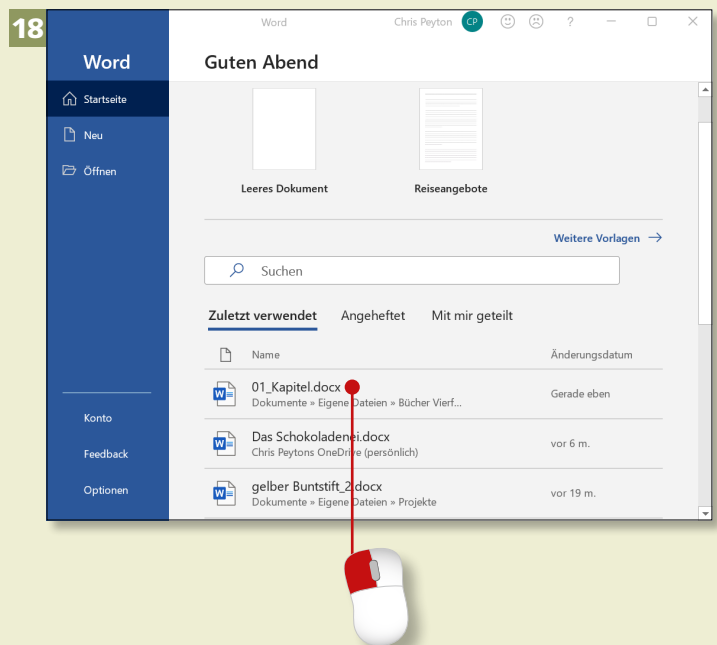 18
Word
Chris Peyton CP ?
Word
Guten Abend
Startseite
Neu
Öffnen
Leeres Dokument
Reiseangebote
Weitere Vorlagen
Suchen
Zuletzt verwendet Angeheftet Mit mir geteilt
Name Änderungsdatum
01_Kapitel.docx
Dokumente » Eigene Dateien » Bücher Vierf...
Gerade eben
Das Schokoladenei.docx
Chris Peytons OneDrive (persönlich)
vor 6 m.
gelber Buntstift_2.docx
Dokumente » Eigene Dateien » Projekte
vor 19 m.
Konto
Feedback
Optionen